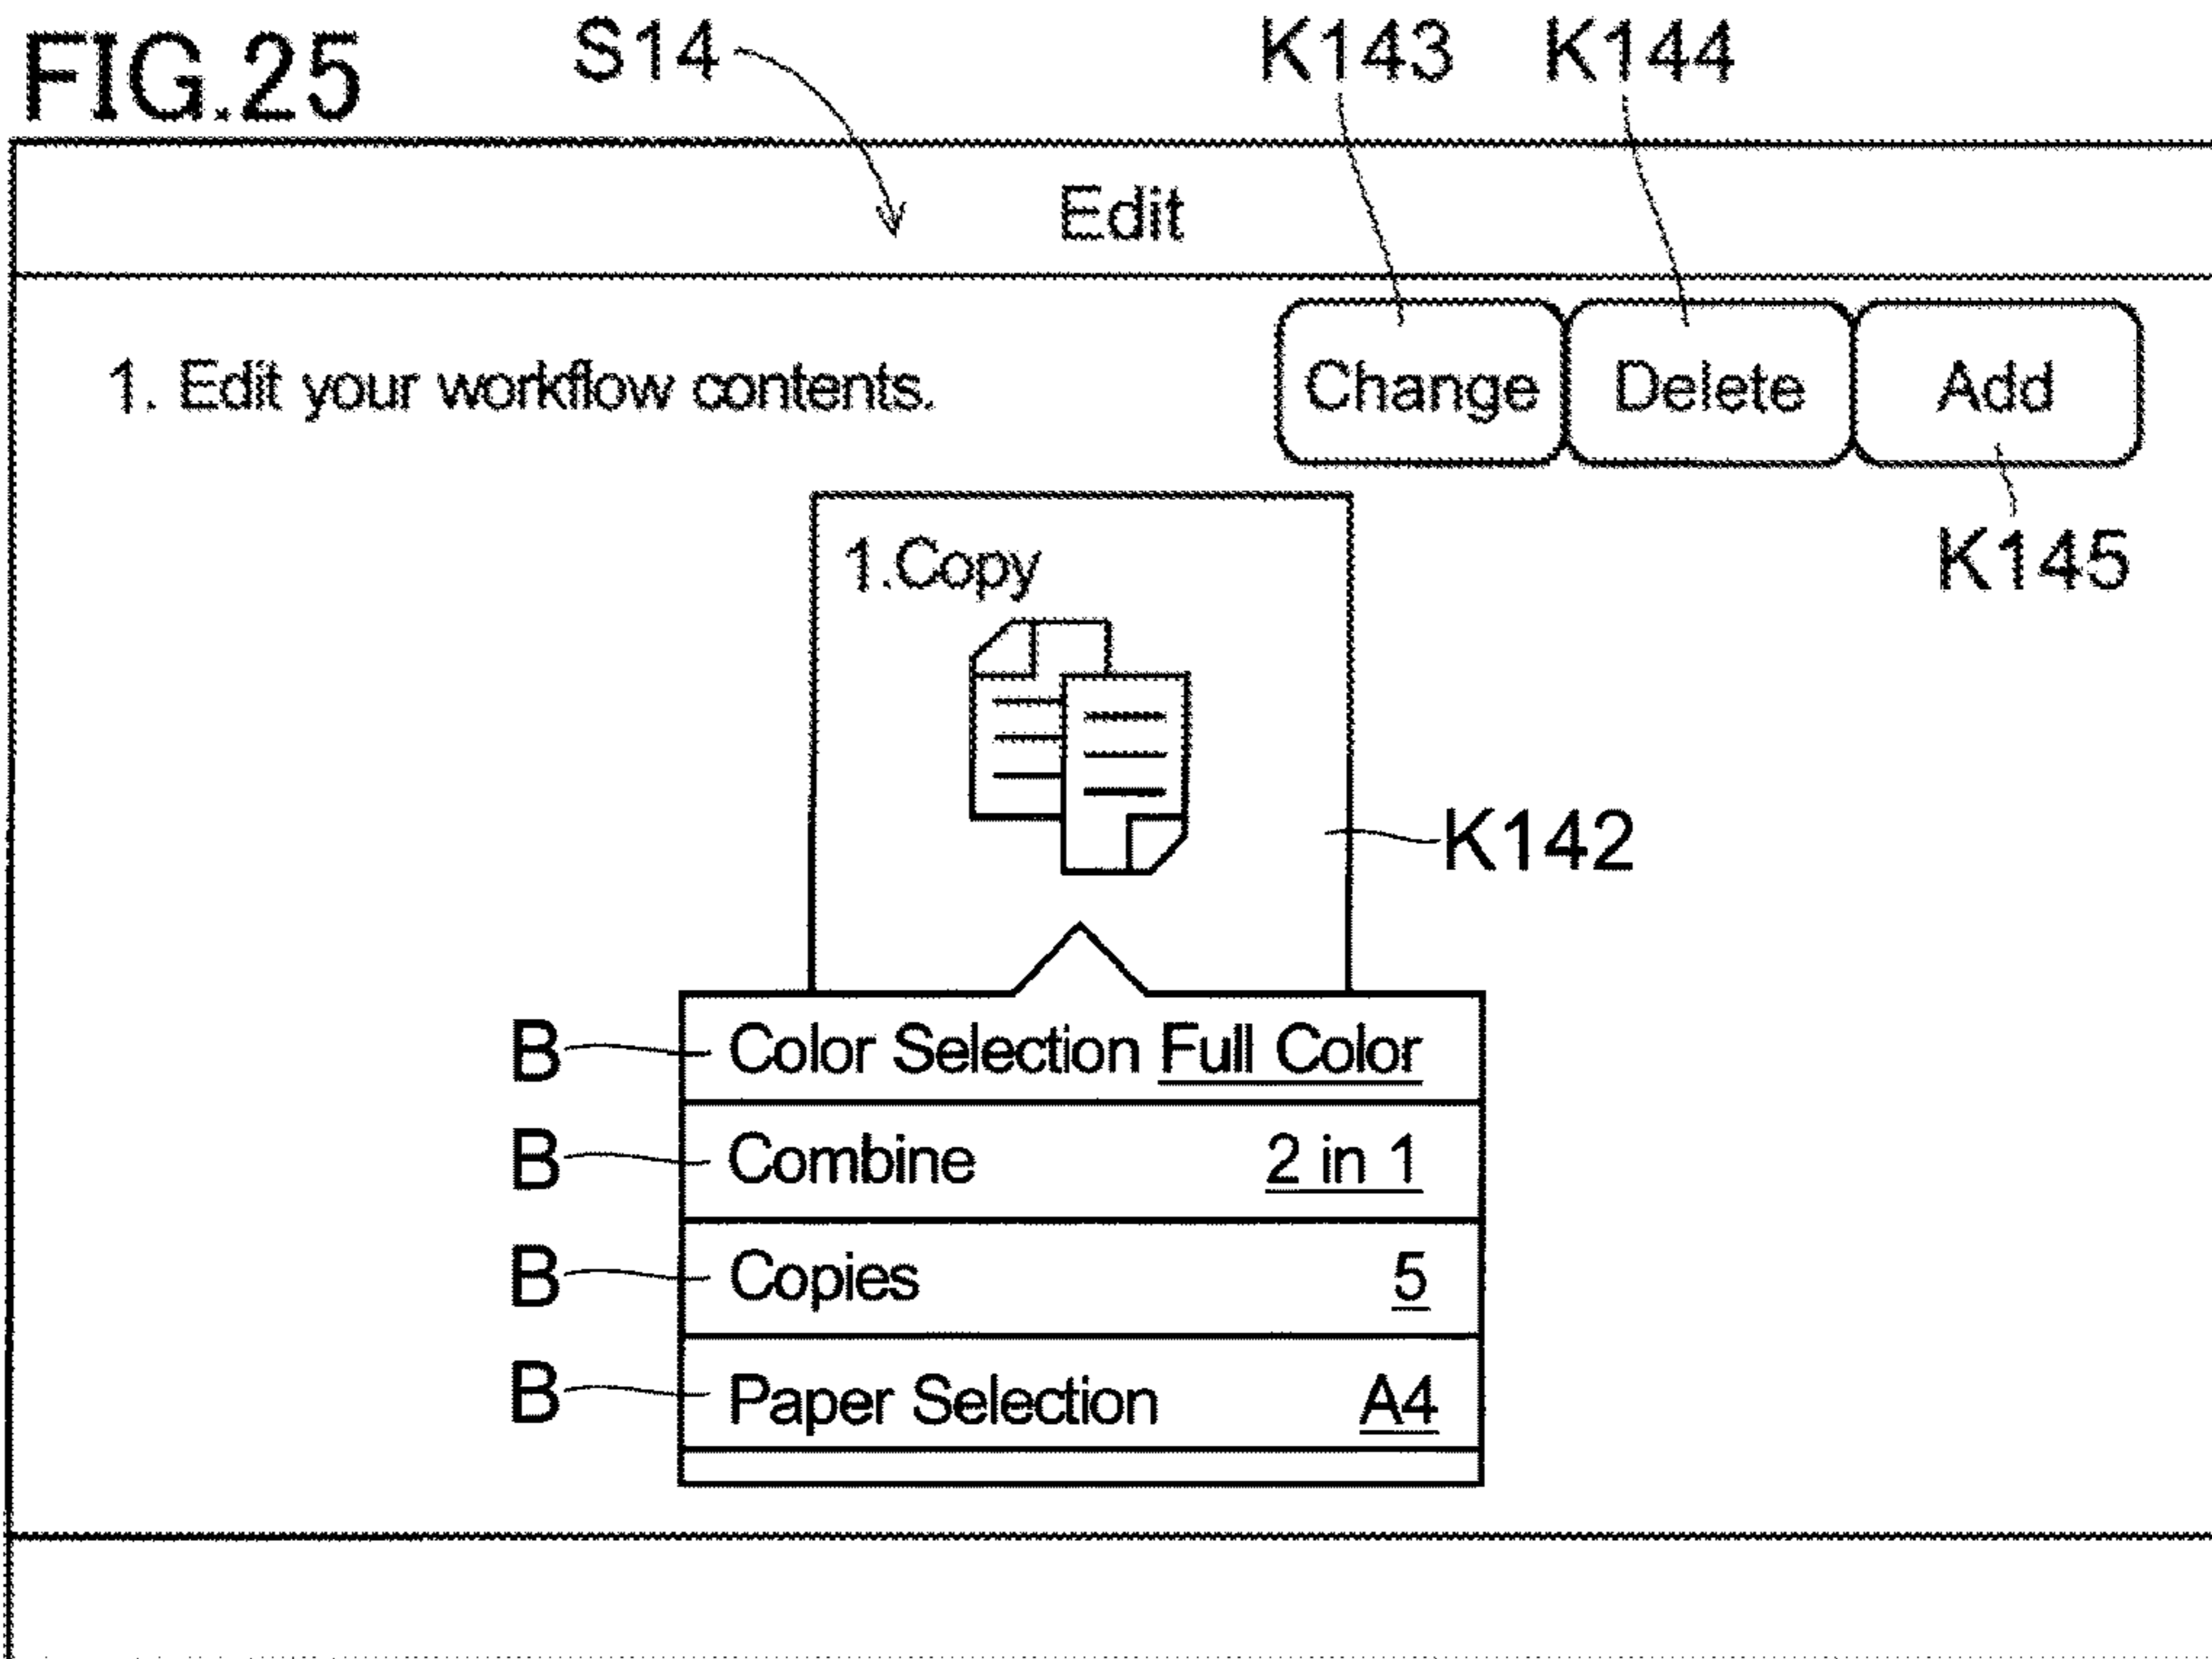 FIG.25 S14 K143 K144
Edit
1. Edit your workflow contents. Change Delete Add
K145
1.Copy
K142
B Color Selection Full Color
B Combine 2 in 1
B Copies 5
B Paper Selection A4